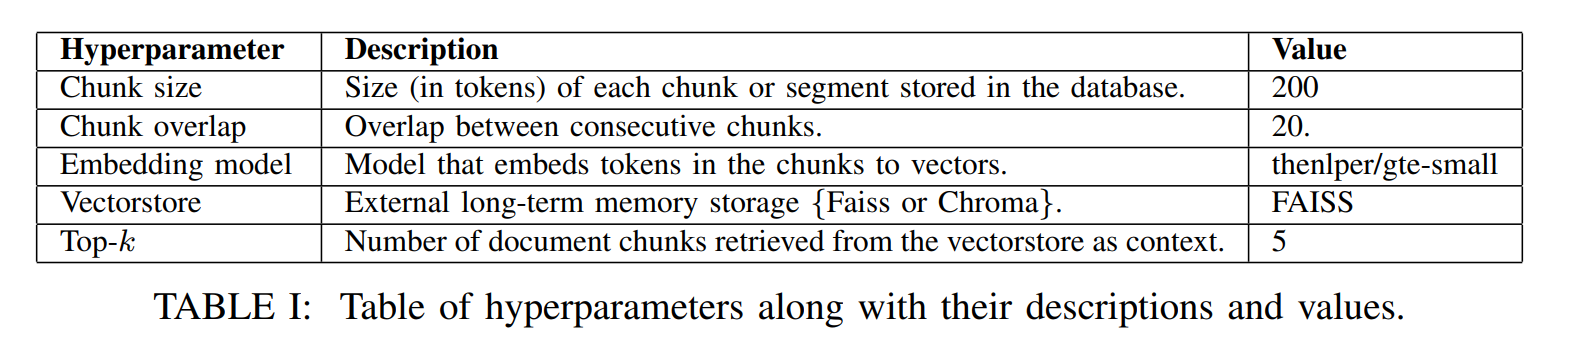 Hyperparameter Description Value
Chunk size Size (in tokens) of each chunk or segment stored in the database. 200
Chunk overlap Overlap between consecutive chunks. 20.
Embedding model Model that embeds tokens in the chunks to vectors. thenlper/gte-small
Vectorstore External long-term memory storage {Faiss or Chroma}. FAISS
Top-k Number of document chunks retrieved from the vectorstore as context. 5
TABLE I: Table of hyperparameters along with their descriptions and values.